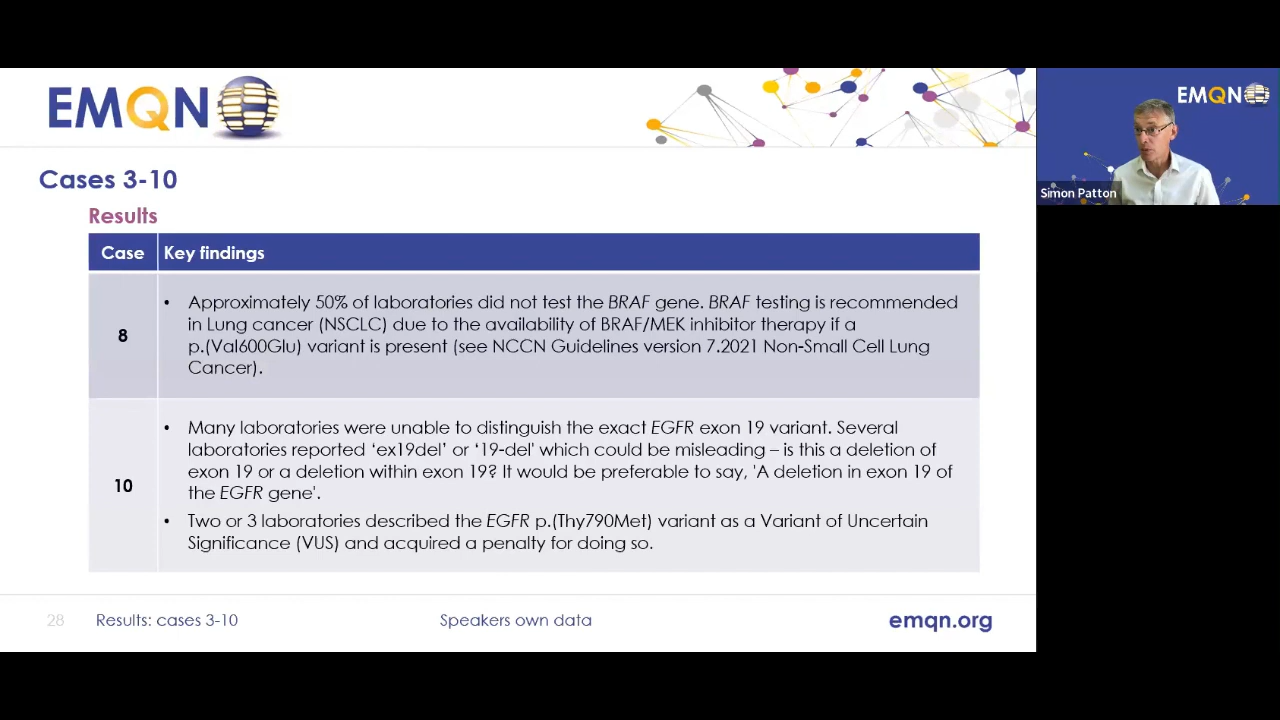 EMQN
EMQN
Simon Patton
Cases 3-10
Results
Case Key findings
8
• Approximately 50% of laboratories did not test the BRAF gene. BRAF testing is recommended
in Lung cancer (NSCLC) due to the availability of BRAF/MEK inhibitor therapy if a
p.(Val600Glu) variant is present (see NCCN Guidelines version 7.2021 Non-Small Cell Lung
Cancer).
10
• Many laboratories were unable to distinguish the exact EGFR exon 19 variant. Several
laboratories reported ‘ex19del’ or ‘19-del' which could be misleading – is this a deletion of
exon 19 or a deletion within exon 19? It would be preferable to say, 'A deletion in exon 19 of
the EGFR gene'.
• Two or 3 laboratories described the EGFR p.(Thy790Met) variant as a Variant of Uncertain
Significance (VUS) and acquired a penalty for doing so.
28 Results: cases 3-10 Speakers own data emqn.org